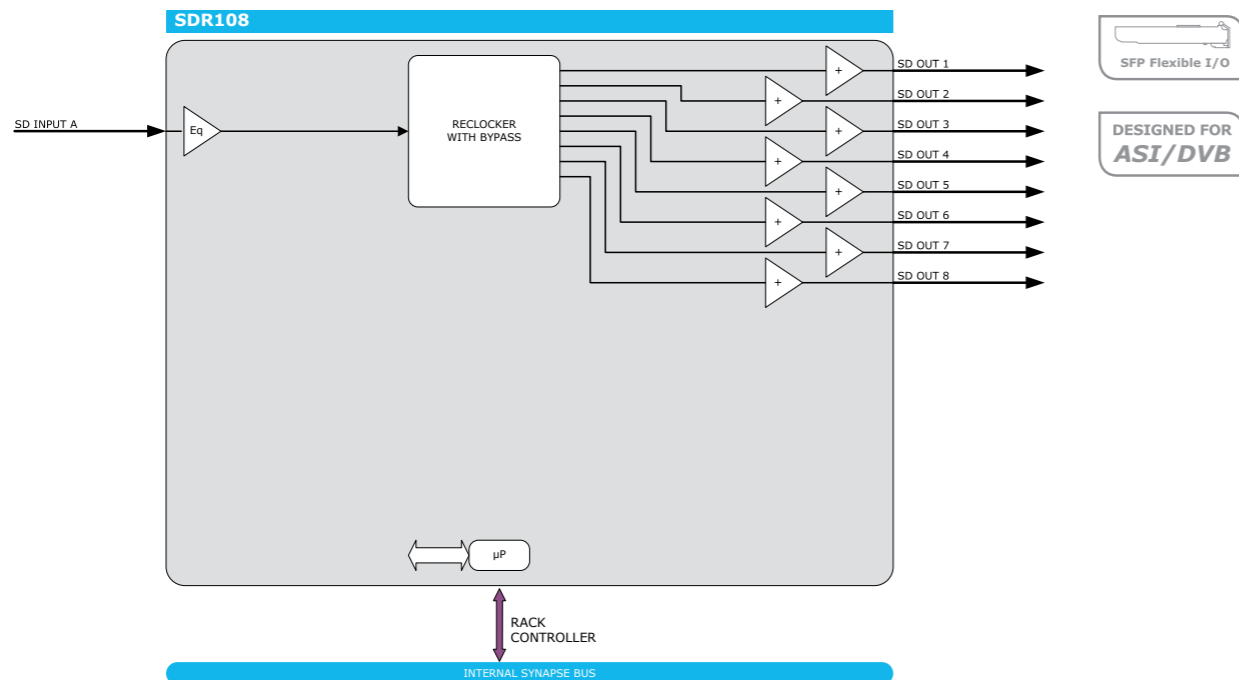 SDR108
SD INPUT A
Eq
RECLOCKER
WITH BYPASS
+
SD OUT 1
+
SD OUT 2
+
SD OUT 3
+
SD OUT 4
+
SD OUT 5
+
SD OUT 6
+
SD OUT 7
+
SD OUT 8
SFP Flexible I/O
DESIGNED FOR
ASI/DVB
µP
RACK
CONTROLLER
INTERNAL SYNAPSE BUS